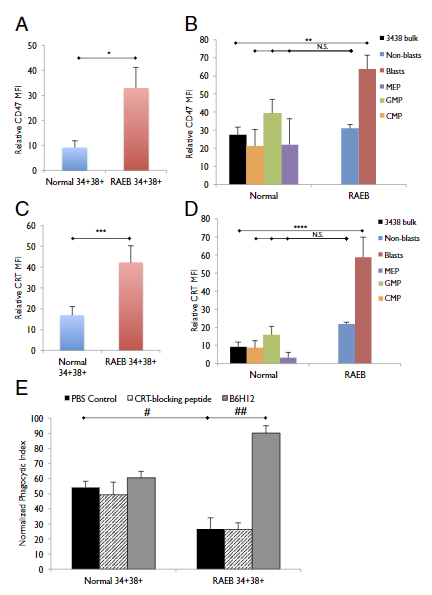 A
B
50
40
30
20
10
0
Relative CD47 MFI
*
Normal 34+38+
RAEB 34+38+
80
70
60
50
40
30
20
10
0
Relative CD47 MFI
**
N.S.
Normal
RAEB
3438 bulk
Non-blasts
Blasts
MEP
GMP
CMP
C
D
60
50
40
30
20
10
0
Relative CRT MFI
***
Normal
34+38+
RAEB 34+38+
80
70
60
50
40
30
20
10
0
Relative CRT MFI
****
N.S.
Normal
RAEB
3438 bulk
Non-blasts
Blasts
MEP
GMP
CMP
E
PBS Control
CRT-blocking peptide
B6H12
100
90
80
70
60
50
40
30
20
10
0
Normalized Phagocytic Index
#
##
Normal 34+38+
RAEB 34+38+